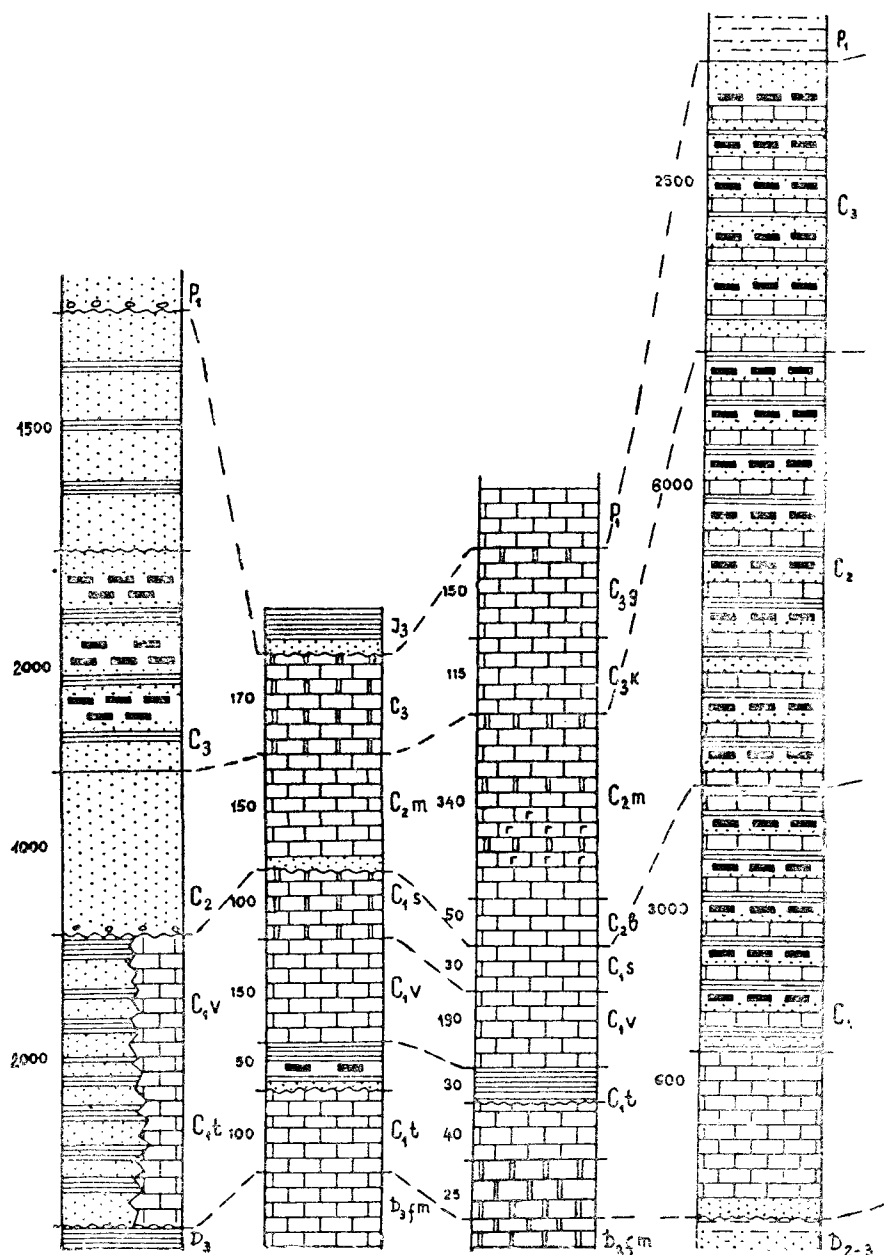 P₁
2500
C₃
P₁
1500
6000
C₂
P₁
150
C₃g
J₃
2000
170
C₃
115
C₃k
C₃
150
C₂m
340
C₂m
4000
C₂
100
C₁s
50
C₂b
3000
30
C₁s
C₁v
150
C₁v
190
C₁v
C₁
2000
50
30
C₁t
600
C₁t
100
C₁t
40
25
D₃
D₃fm
D₃fm
D₂₋₃